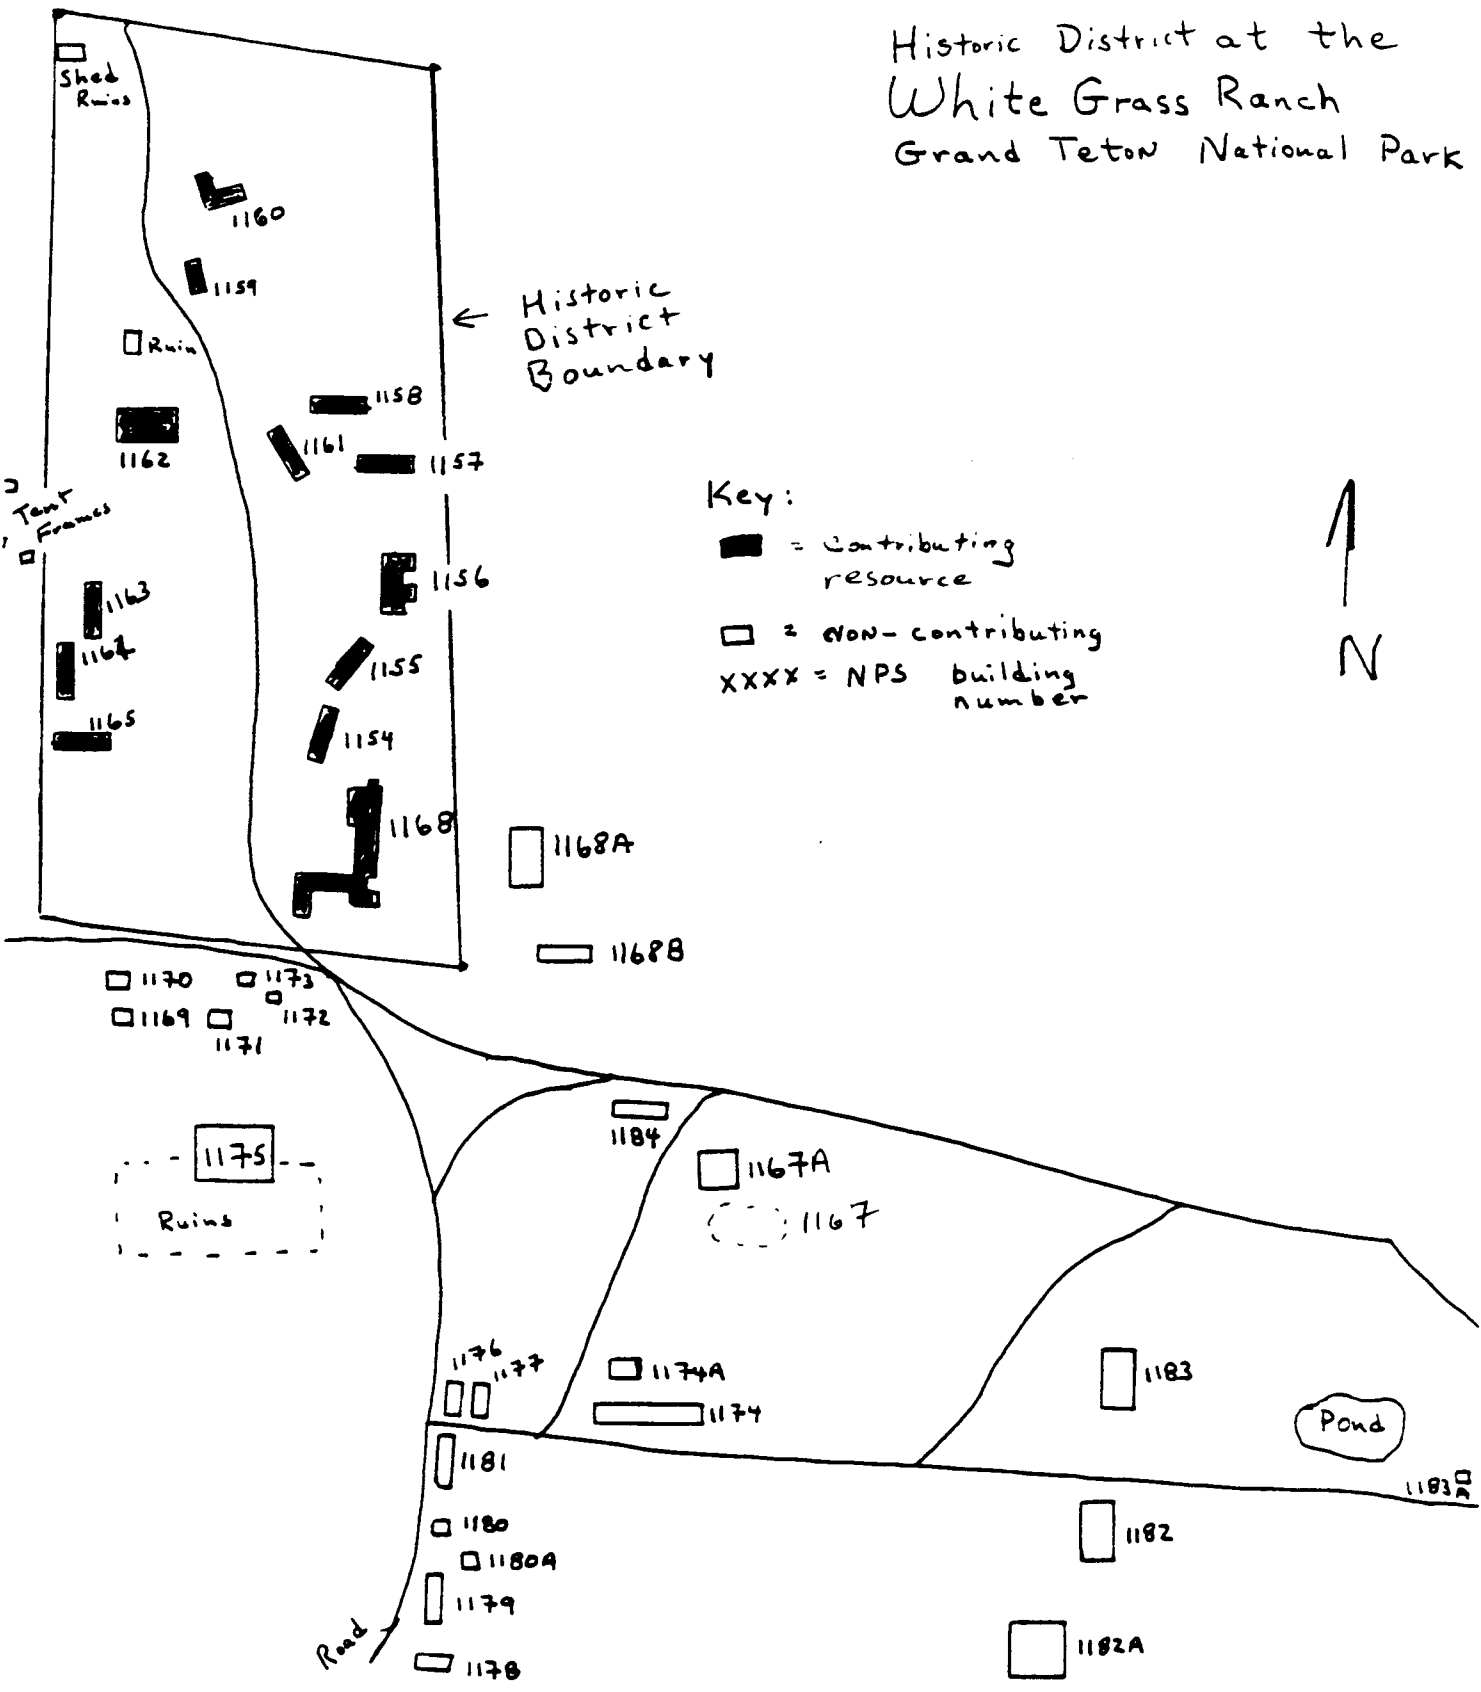 Historic District at the
White Grass Ranch
Grand Teton National Park
Shed
Ruins
1160
1159
Ruin
Historic
District
Boundary
1158
1161
1157
1162
Tent
Frames
Key:
= contributing
resource
= NON-contributing
XXXX = NPS building
number
N
1156
1163
1164
1155
1165
1154
1168
1168A
1168B
1170
1173
1169
1172
1171
1184
1175
Ruins
1167A
1167
1176
1177
1174A
1174
1183
Pond
1183
A
1181
1180
1180A
1182
1179
Road
1178
1182A